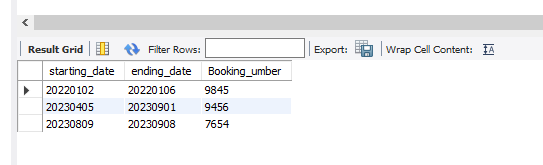 Result Grid Filter Rows: Export: Wrap Cell Content:
starting_date ending_date Booking_umber
20220102 20220106 9845
20230405 20230901 9456
20230809 20230908 7654